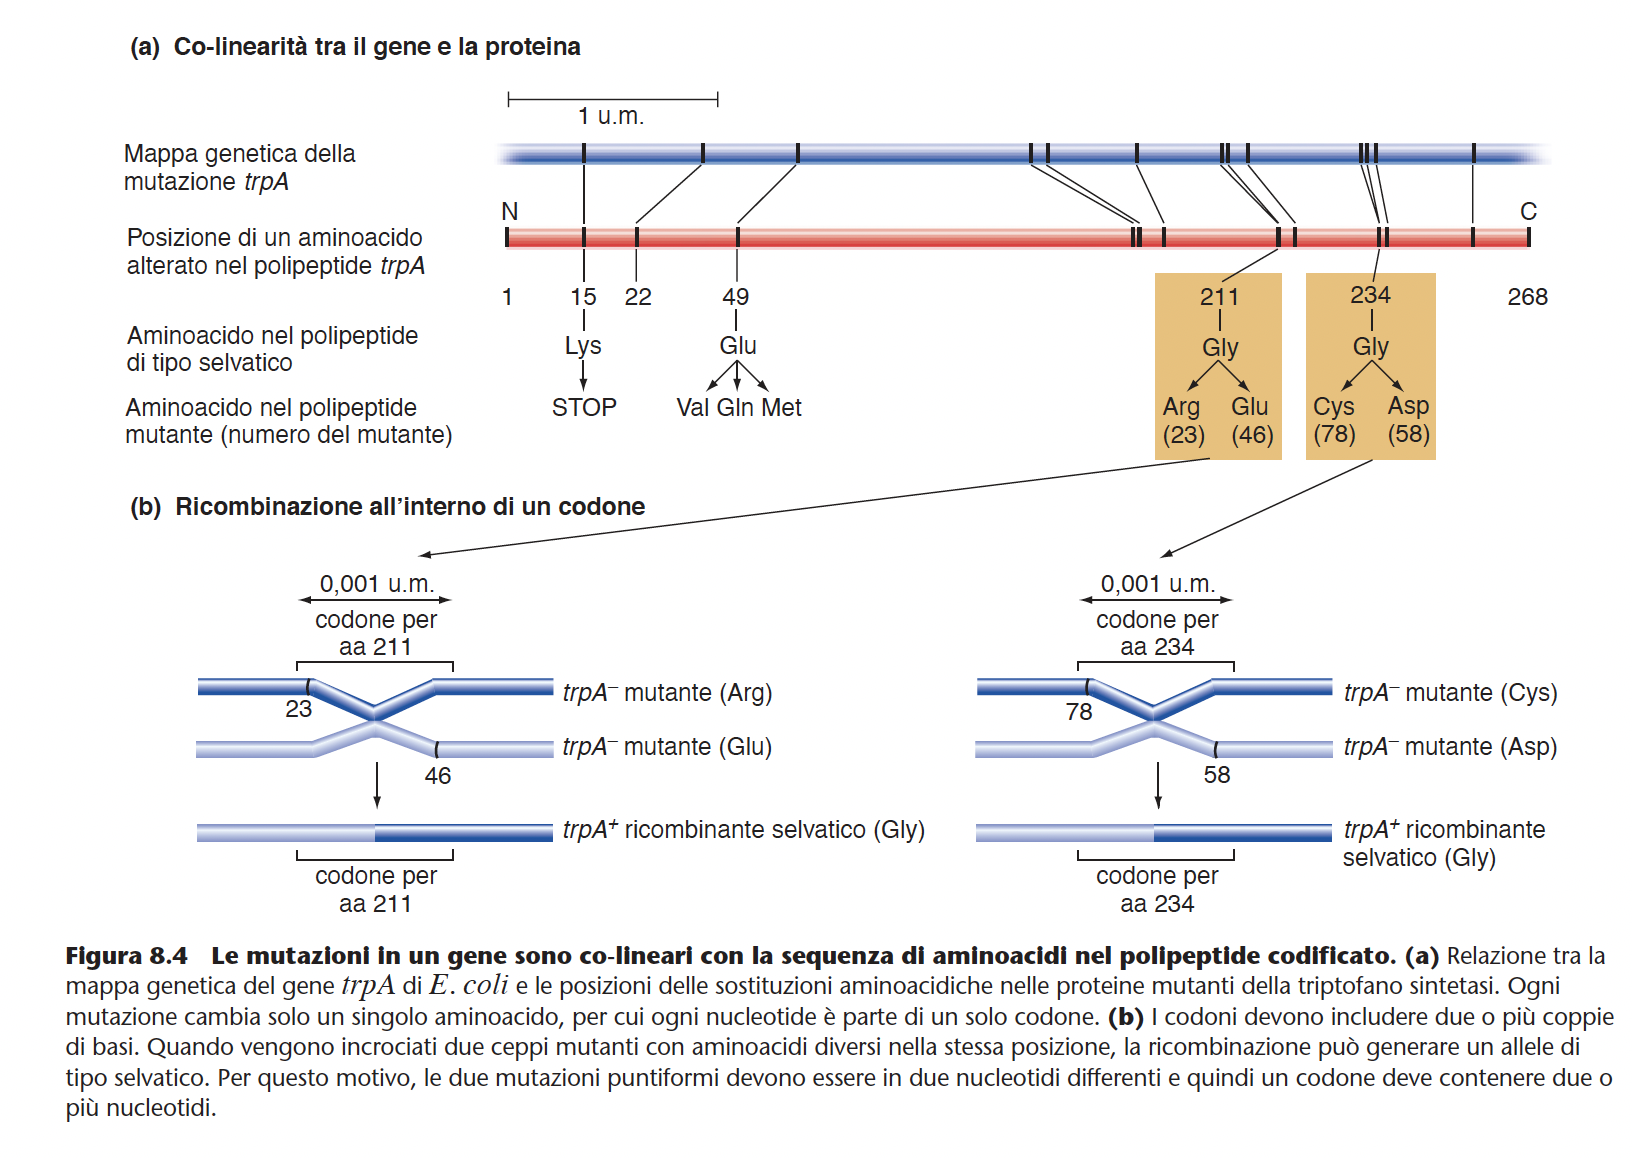 (a) Co-linearità tra il gene e la proteina
1 u.m.
Mappa genetica della
mutazione trpA
N
C
Posizione di un aminoacido
alterato nel polipeptide trpA
1 15 22 49 211 234 268
Aminoacido nel polipeptide
di tipo selvatico
Lys Glu Gly Gly
Aminoacido nel polipeptide
mutante (numero del mutante)
STOP Val Gln Met Arg Glu Cys Asp
(23) (46) (78) (58)
(b) Ricombinazione all’interno di un codone
0,001 u.m.
codone per
aa 211
trpA– mutante (Arg)
23
trpA– mutante (Glu)
46
trpA+ ricombinante selvatico (Gly)
codone per
aa 211
0,001 u.m.
codone per
aa 234
trpA– mutante (Cys)
78
trpA– mutante (Asp)
58
trpA+ ricombinante
selvatico (Gly)
codone per
aa 234
Figura 8.4 Le mutazioni in un gene sono co-lineari con la sequenza di aminoacidi nel polipeptide codificato. (a) Relazione tra la
mappa genetica del gene trpA di E. coli e le posizioni delle sostituzioni aminoacidiche nelle proteine mutanti della triptofano sintetasi. Ogni
mutazione cambia solo un singolo aminoacido, per cui ogni nucleotide è parte di un solo codone. (b) I codoni devono includere due o più coppie
di basi. Quando vengono incrociati due ceppi mutanti con aminoacidi diversi nella stessa posizione, la ricombinazione può generare un allele di
tipo selvatico. Per questo motivo, le due mutazioni puntiformi devono essere in due nucleotidi differenti e quindi un codone deve contenere due o
più nucleotidi.